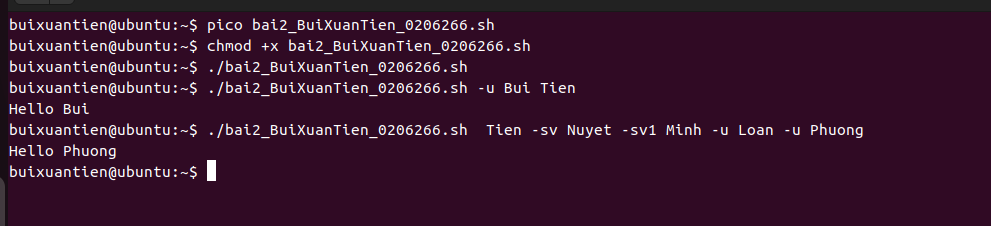 buixuantien@ubuntu:~$ pico bai2_BuiXuanTien_0206266.sh
buixuantien@ubuntu:~$ chmod +x bai2_BuiXuanTien_0206266.sh
buixuantien@ubuntu:~$ ./bai2_BuiXuanTien_0206266.sh
buixuantien@ubuntu:~$ ./bai2_BuiXuanTien_0206266.sh -u Bui Tien
Hello Bui
buixuantien@ubuntu:~$ ./bai2_BuiXuanTien_0206266.sh  Tien -sv Nuyet -sv1 Minh -u Loan -u Phuong
Hello Phuong
buixuantien@ubuntu:~$